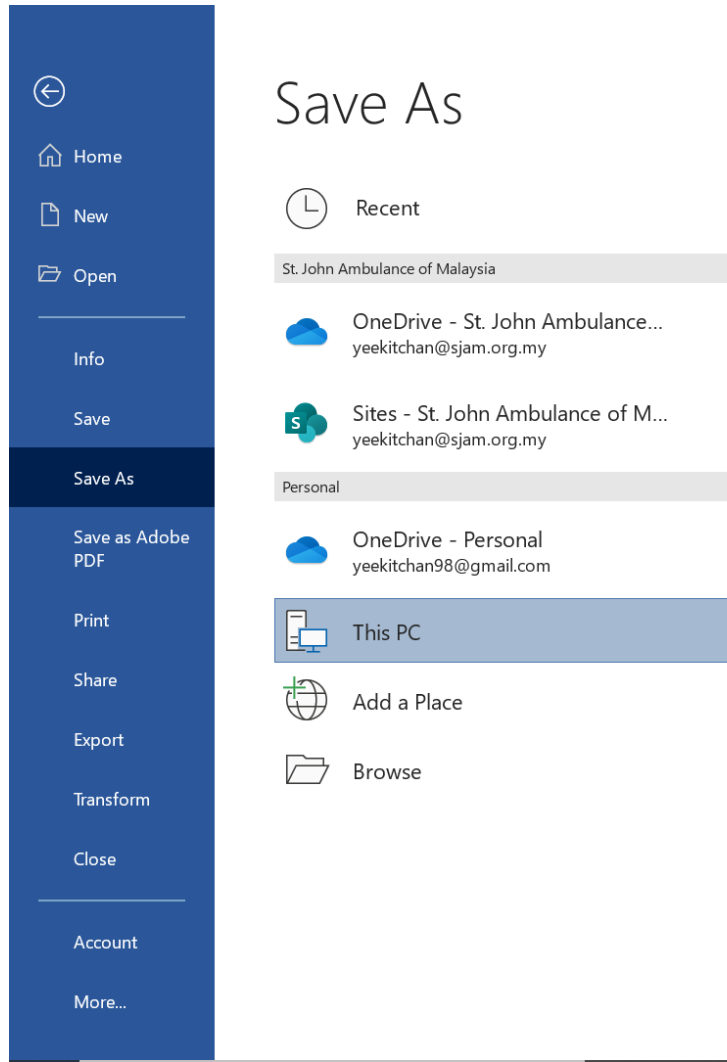 Home
New
Open
Info
Save
Save As
Save as Adobe
PDF
Print
Share
Export
Transform
Close
Account
More...
Save As
Recent
St. John Ambulance of Malaysia
OneDrive - St. John Ambulance...
yeekitchan@sjam.org.my
S
Sites - St. John Ambulance of M...
yeekitchan@sjam.org.my
Personal
OneDrive - Personal
yeekitchan98@gmail.com
This PC
Add a Place
Browse